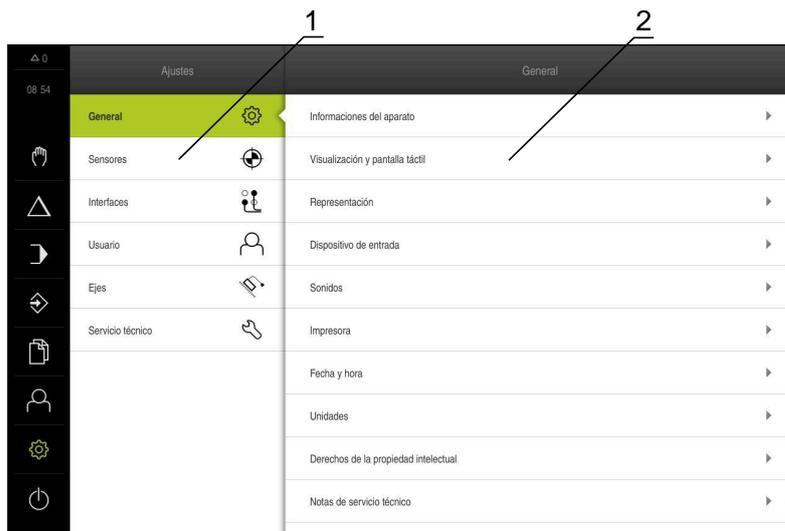 1
2
0
08 54
Ajustes
General
General
Sensores
Interfaces
Usuario
Ejes
Servicio técnico
Informaciones del aparato
Visualización y pantalla táctil
Representación
Dispositivo de entrada
Sonidos
Impresora
Fecha y hora
Unidades
Derechos de la propiedad intelectual
Notas de servicio técnico